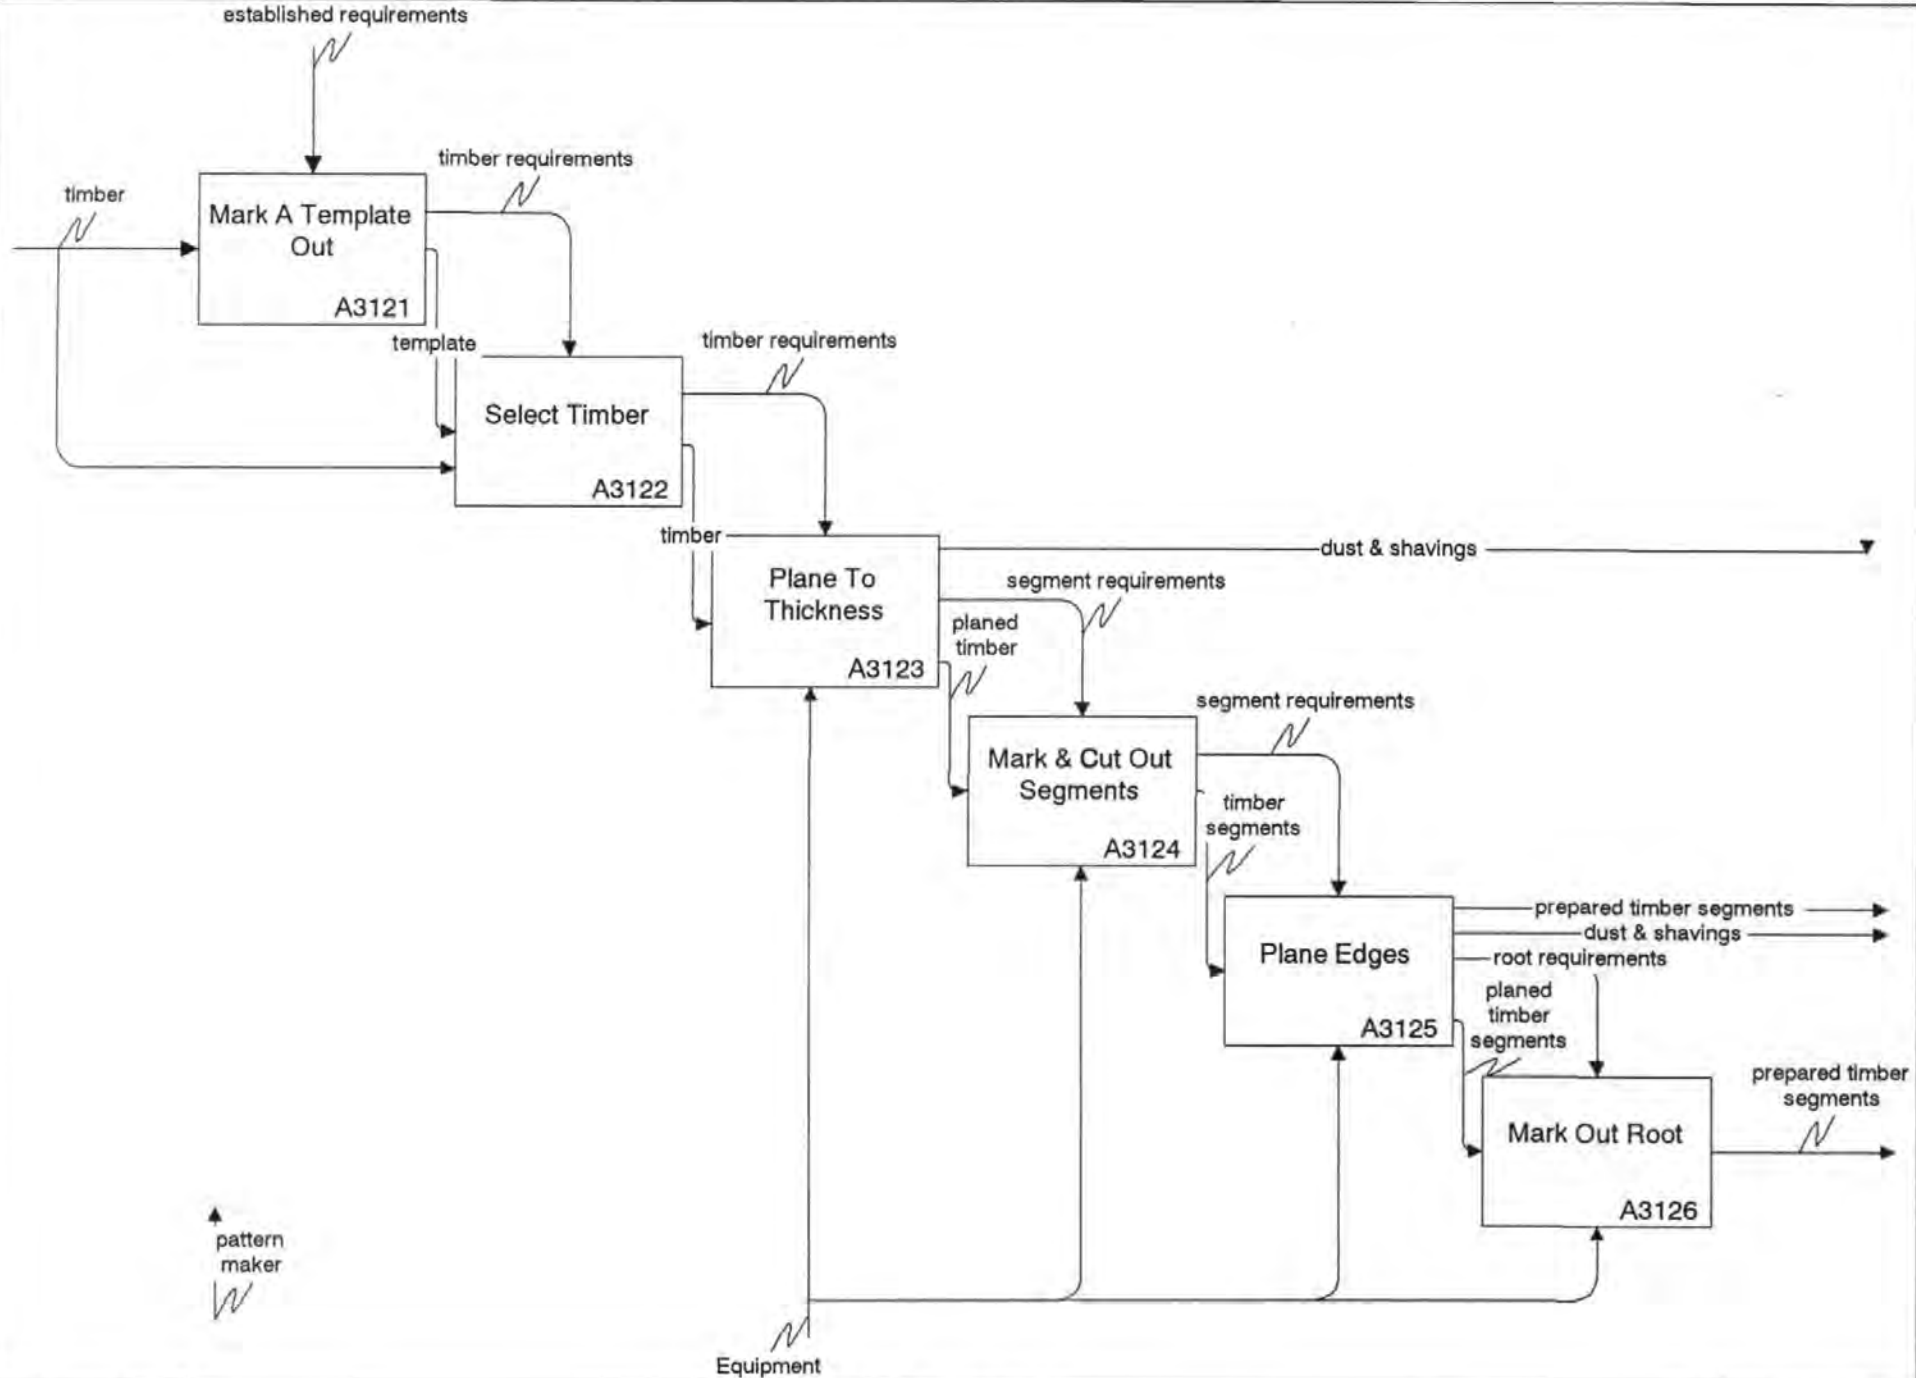 established requirements
timber
timber requirements
Mark A Template
Out
A3121
template
timber requirements
Select Timber
A3122
timber
dust & shavings
Plane To
Thickness
A3123
segment requirements
planed
timber
segment requirements
Mark & Cut Out
Segments
A3124
timber
segments
prepared timber segments
dust & shavings
root requirements
Plane Edges
A3125
planed
timber
segments
prepared timber
segments
Mark Out Root
A3126
pattern
maker
Equipment